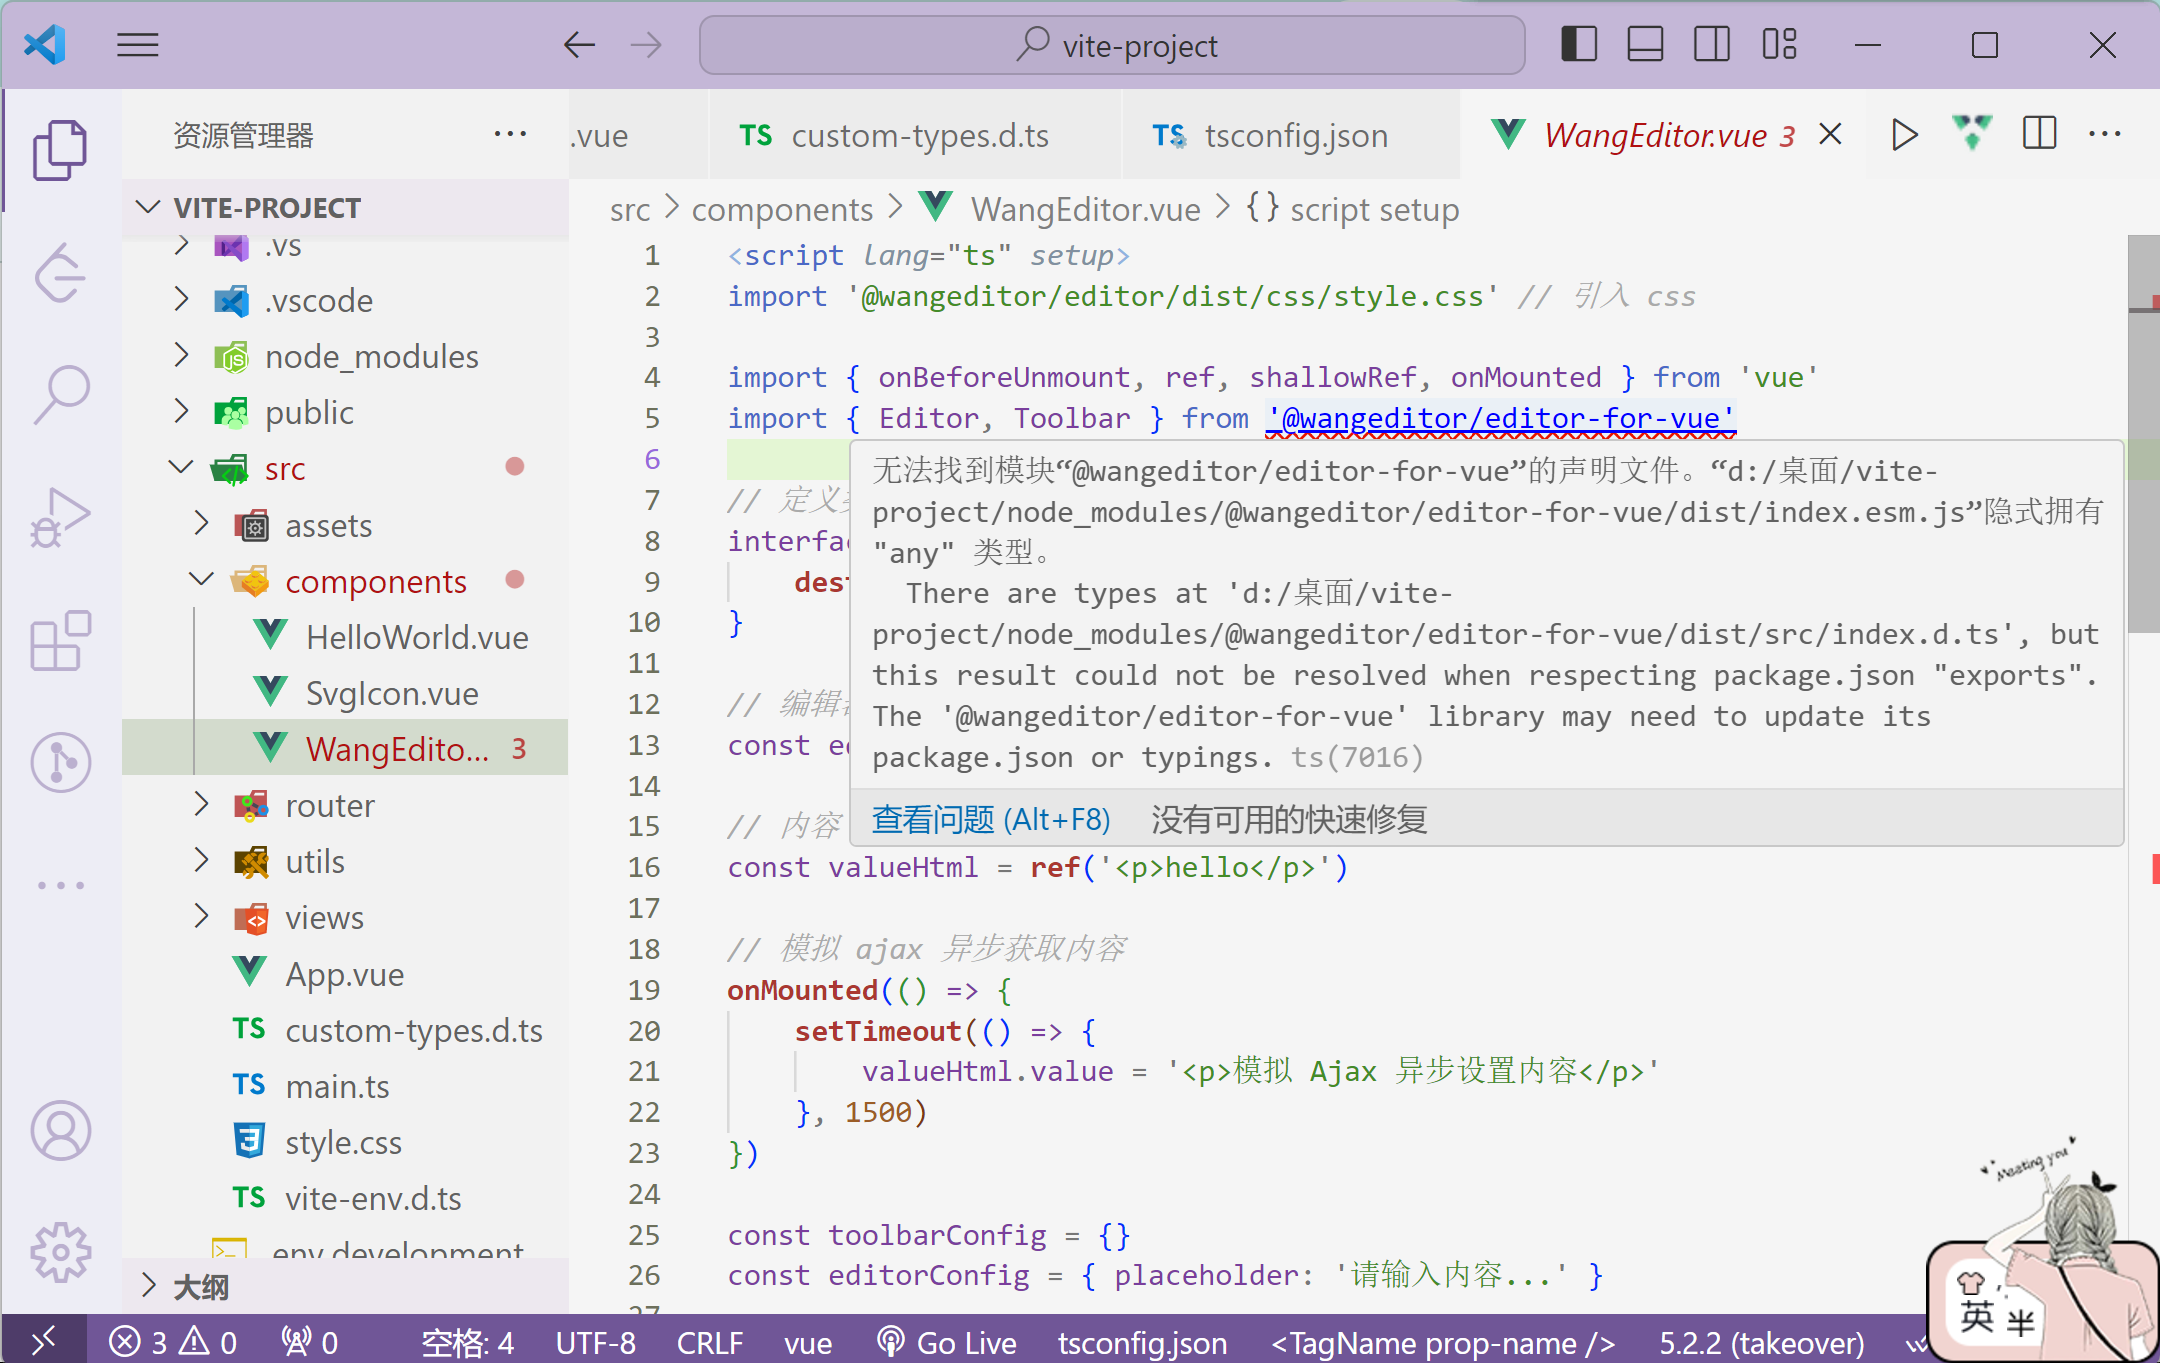 vite-project
资源管理器
.vue
TS custom-types.d.ts
TS tsconfig.json
WangEditor.vue 3
VITE-PROJECT
.vs
.vscode
node_modules
public
src
assets
components
HelloWorld.vue
SvgIcon.vue
WangEdito... 3
router
utils
views
App.vue
TS custom-types.d.ts
TS main.ts
style.css
TS vite-env.d.ts
.env.development
大纲
src > components > WangEditor.vue > {} script setup
1 <script lang="ts" setup>
2 import '@wangeditor/editor/dist/css/style.css' // 引入 css
3
4 import { onBeforeUnmount, ref, shallowRef, onMounted } from 'vue'
5 import { Editor, Toolbar } from '@wangeditor/editor-for-vue'
6
7 // 定义
8 interfac
9 dest
10 }
11
12 // 编辑
13 const ed
14
15 // 内容
16 const valueHtml = ref('<p>hello</p>')
17
18 // 模拟 ajax 异步获取内容
19 onMounted(() => {
20 setTimeout(() => {
21 valueHtml.value = '<p>模拟 Ajax 异步设置内容</p>'
22 }, 1500)
23 })
24
25 const toolbarConfig = {}
26 const editorConfig = { placeholder: '请输入内容...' }
27
无法找到模块“@wangeditor/editor-for-vue”的声明文件。“d:/桌面/vite-
project/node_modules/@wangeditor/editor-for-vue/dist/index.esm.js”隐式拥有
"any" 类型。
There are types at 'd:/桌面/vite-
project/node_modules/@wangeditor/editor-for-vue/dist/src/index.d.ts', but
this result could not be resolved when respecting package.json "exports".
The '@wangeditor/editor-for-vue' library may need to update its
package.json or typings. ts(7016)
查看问题 (Alt+F8) 没有可用的快速修复
Meeting you
英 半
3 0 0 空格: 4 UTF-8 CRLF vue Go Live tsconfig.json <TagName prop-name /> 5.2.2 (takeover)